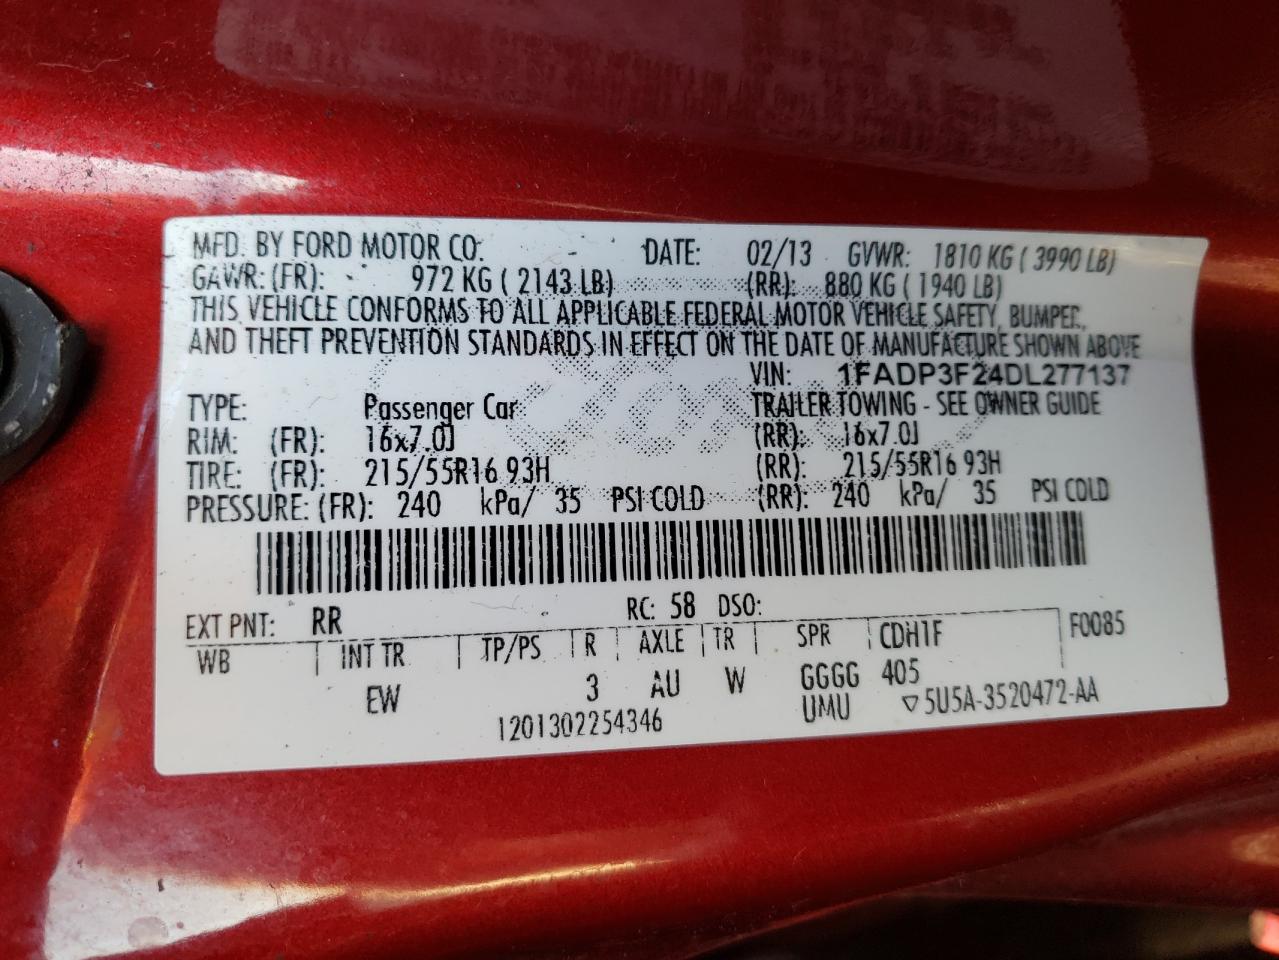 MFD. BY FORD MOTOR CO. DATE: 02/13 GVWR: 1810 KG ( 3990 LB)
GAWR: (FR): 972 KG ( 2143 LB) (RR): 880 KG ( 1940 LB)
THIS VEHICLE CONFORMS TO ALL APPLICABLE FEDERAL MOTOR VEHICLE SAFETY, BUMPER,
AND THEFT PREVENTION STANDARDS IN EFFECT ON THE DATE OF MANUFACTURE SHOWN ABOVE
VIN: 1FADP3F24DL277137
TYPE: Passenger Car TRAILER TOWING - SEE OWNER GUIDE
RIM: (FR): 16x7.0J (RR): 16x7.0J
TIRE: (FR): 215/55R16 93H (RR): 215/55R16 93H
PRESSURE: (FR): 240 kPa/ 35 PSI COLD (RR): 240 kPa/ 35 PSI COLD
EXT PNT: RR RC: 58 DSO:
WB INT TR TP/PS R AXLE TR SPR CDH1F F0085
EW 3 AU W GGGG 405
1201302254346 UMU ▽5U5A-3520472-AA